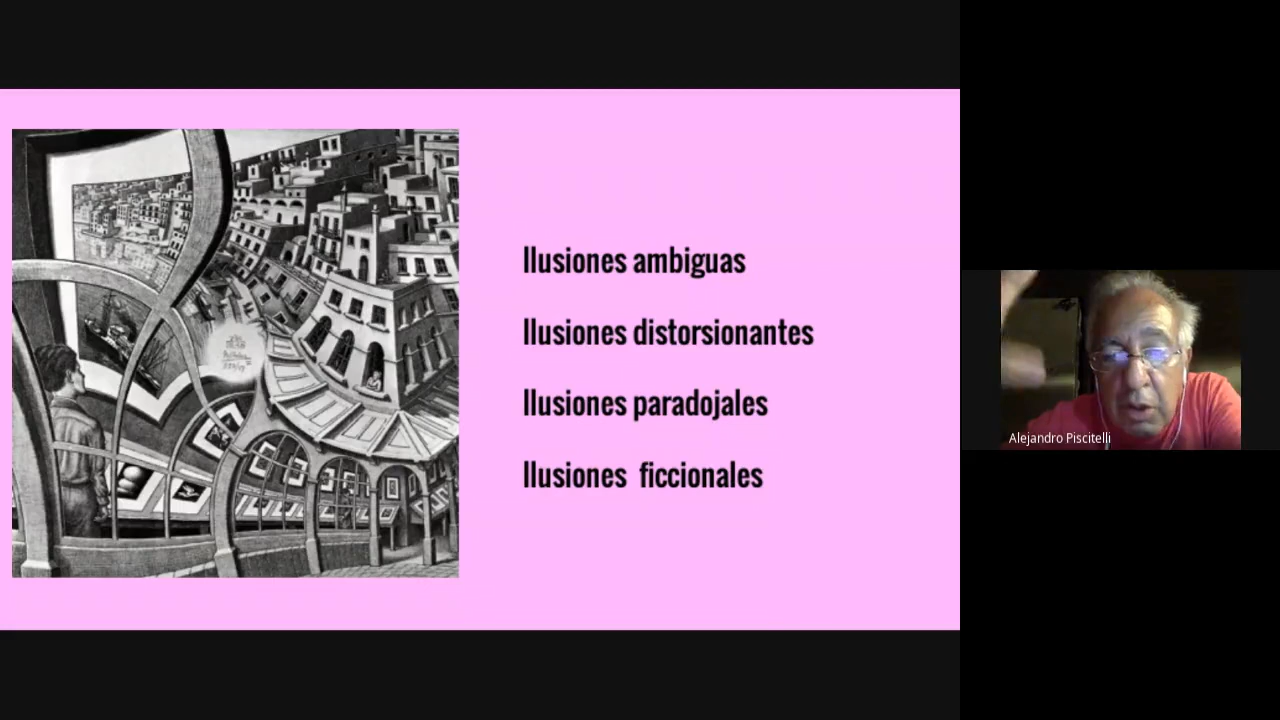 Ilusiones ambiguas
Ilusiones distorsionantes
Ilusiones paradojales
Ilusiones ficcionales
Alejandro Piscitelli